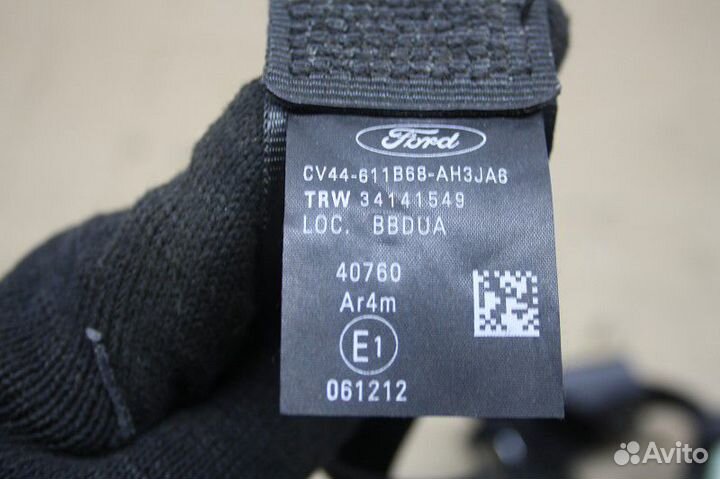 Ford
CV44-611B68-AH3JA6
TRW 34141549
LOC. BBDUA
40760
Ar4m
E1
061212
Avito